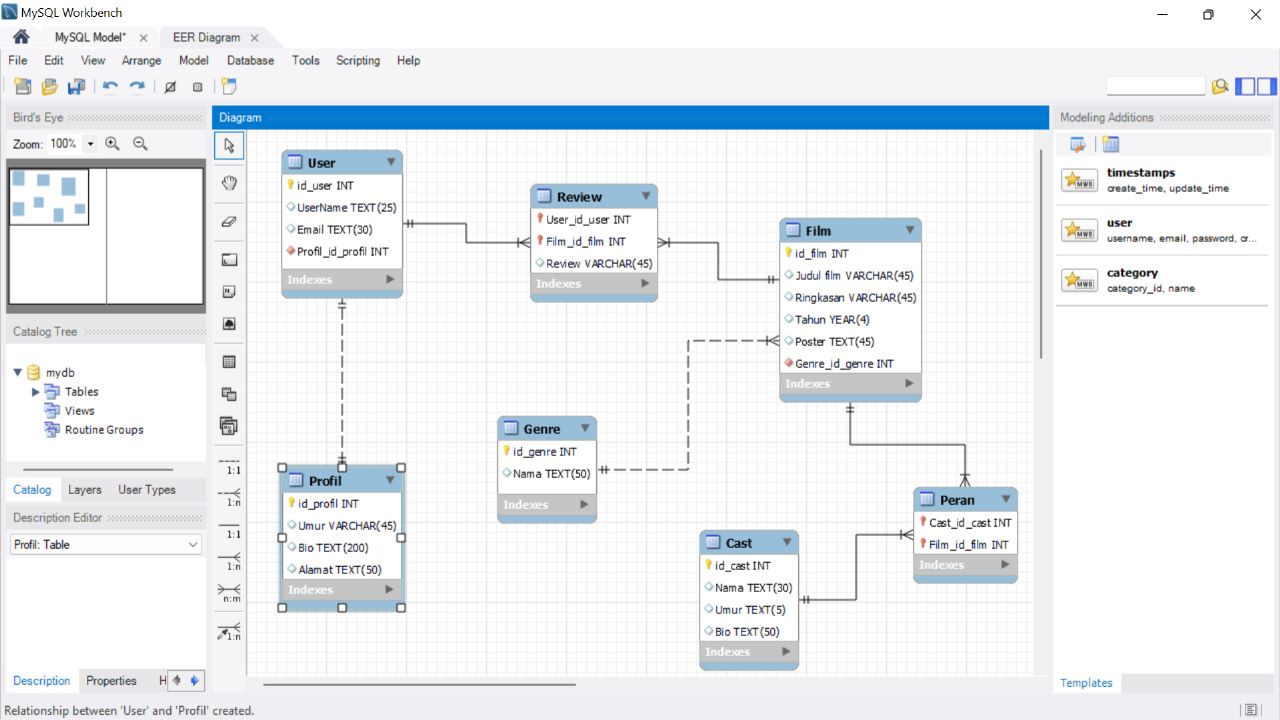 MySQL Workbench
MySQL Model*
EER Diagram
File Edit View Arrange Model Database Tools Scripting Help
Bird's Eye
Zoom: 100%
Catalog Tree
mydb
Tables
Views
Routine Groups
Catalog Layers User Types
Description Editor
Profil: Table
Description Properties H
Diagram
1:1
1:n
1:1
1:n
n:m
1:n
User
id_user INT
UserName TEXT(25)
Email TEXT(30)
Profil_id_profil INT
Indexes
Review
User_id_user INT
Film_id_film INT
Review VARCHAR(45)
Indexes
Film
id_film INT
Judul film VARCHAR(45)
Ringkasan VARCHAR(45)
Tahun YEAR(4)
Poster TEXT(45)
Genre_id_genre INT
Indexes
Genre
id_genre INT
Nama TEXT(50)
Indexes
Profil
id_profil INT
Umur VARCHAR(45)
Bio TEXT(200)
Alamat TEXT(50)
Indexes
Cast
id_cast INT
Nama TEXT(30)
Umur TEXT(5)
Bio TEXT(50)
Indexes
Peran
Cast_id_cast INT
Film_id_film INT
Indexes
Modeling Additions
MWB
timestamps
create_time, update_time
MWB
user
username, email, password, cr...
MWB
category
category_id, name
Templates
Relationship between 'User' and 'Profil' created.